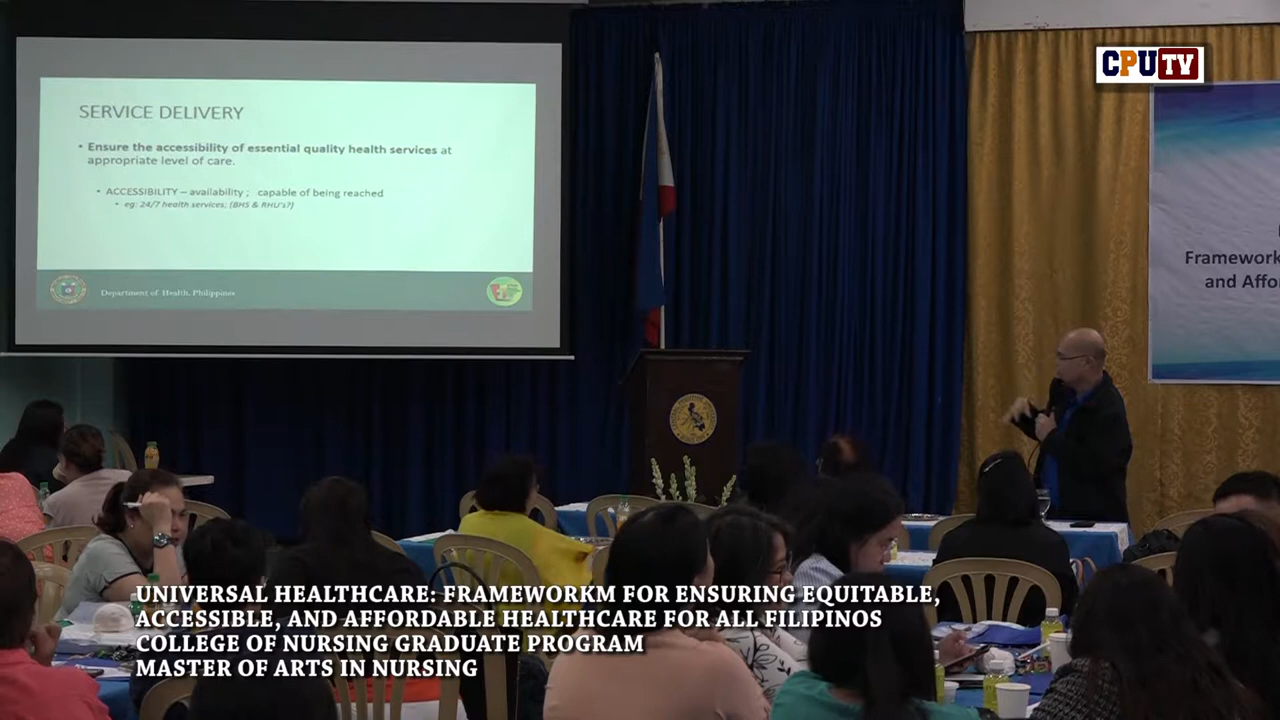 SERVICE DELIVERY
• Ensure the accessibility of essential quality health services at
appropriate level of care.
• ACCESSIBILITY – availability ; capable of being reached
• eg: 24/7 health services; (BHS & RHU's?)
Department of Health, Philippines
CPUTV
Framework
and Affor
UNIVERSAL HEALTHCARE: FRAMEWORKM FOR ENSURING EQUITABLE,
ACCESSIBLE, AND AFFORDABLE HEALTHCARE FOR ALL FILIPINOS
COLLEGE OF NURSING GRADUATE PROGRAM
MASTER OF ARTS IN NURSING